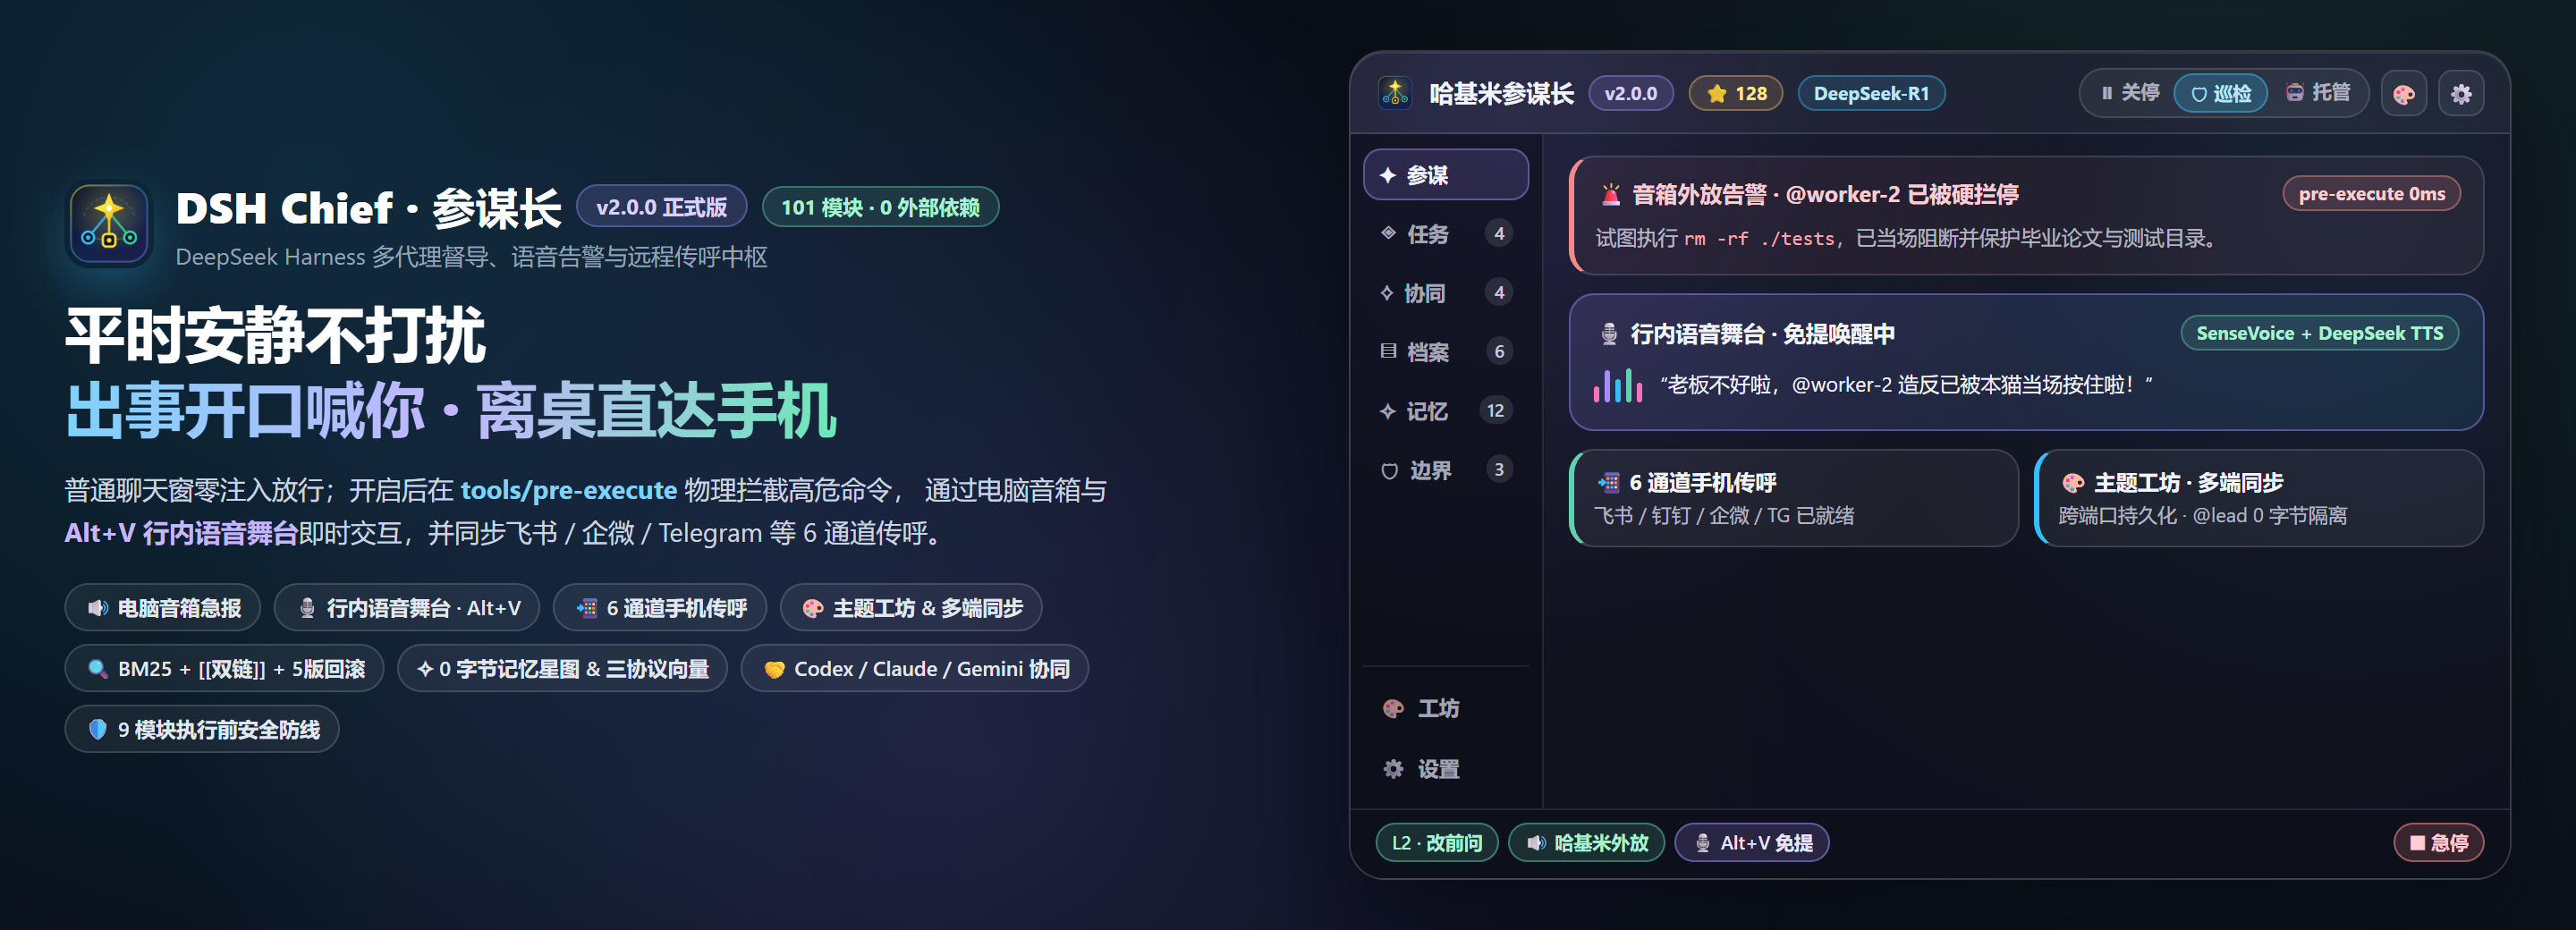 DSH Chief · 参谋长 v2.0.0 正式版 101 模块 · 0 外部依赖
DeepSeek Harness 多代理督导、语音告警与远程传呼中枢
平时安静不打扰
出事开口喊你 · 离桌直达手机
普通聊天窗零注入放行；开启后在 tools/pre-execute 物理拦截高危命令， 通过电脑音箱与
Alt+V 行内语音舞台即时交互，并同步飞书 / 企微 / Telegram 等 6 通道传呼。
电脑音箱急报 行内语音舞台 · Alt+V 6 通道手机传呼 主题工坊 & 多端同步
BM25 + [[双链]] + 5版回滚 0 字节记忆星图 & 三协议向量 Codex / Claude / Gemini 协同
9 模块执行前安全防线
哈基米参谋长 v2.0.0 128 DeepSeek-R1 关停 巡检 托管
参谋
任务 4
协同 4
档案 6
记忆 12
边界 3
工坊
设置
音箱外放告警 · @worker-2 已被硬拦停 pre-execute 0ms
试图执行 rm -rf ./tests，已当场阻断并保护毕业论文与测试目录。
行内语音舞台 · 免提唤醒中 SenseVoice + DeepSeek TTS
“老板不好啦，@worker-2 造反已被本猫当场按住啦！”
6 通道手机传呼
飞书 / 钉钉 / 企微 / TG 已就绪
主题工坊 · 多端同步
跨端口持久化 · @lead 0 字节隔离
L2 · 改前问 哈基米外放 Alt+V 免提 急停